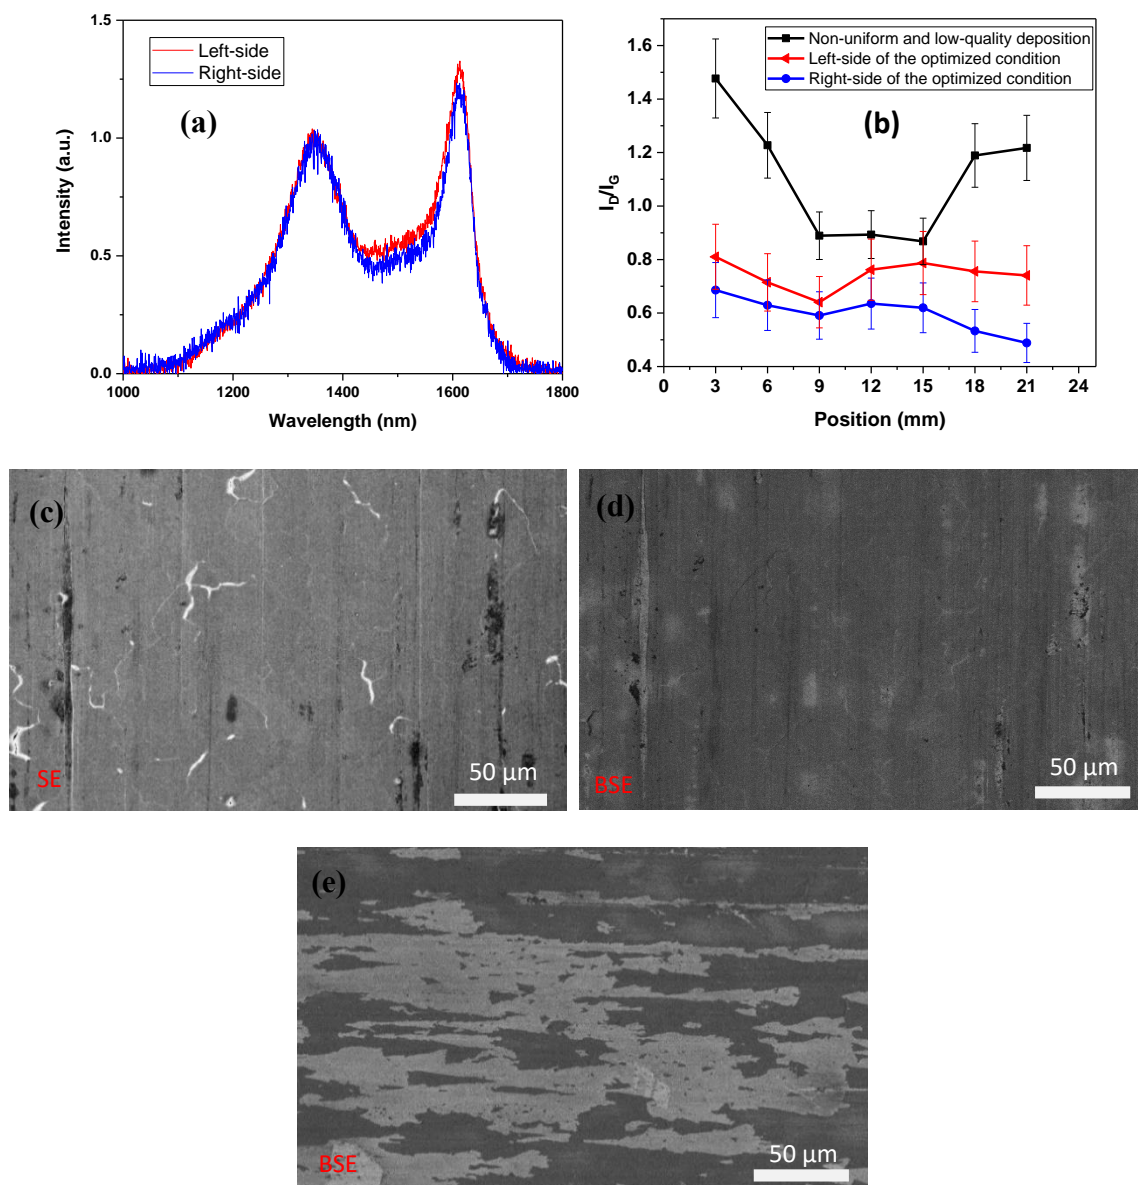 1.5
1.0
0.5
0.0
1000
1200
1400
1600
1800
Intensity (a.u.)
Wavelength (nm)
Left-side
Right-side
(a)
1.6
1.4
1.2
1.0
0.8
0.6
0.4
0
3
6
9
12
15
18
21
24
I_D/I_G
Position (mm)
Non-uniform and low-quality deposition
Left-side of the optimized condition
Right-side of the optimized condition
(b)
(c)
SE
50 μm
(d)
BSE
50 μm
(e)
BSE
50 μm